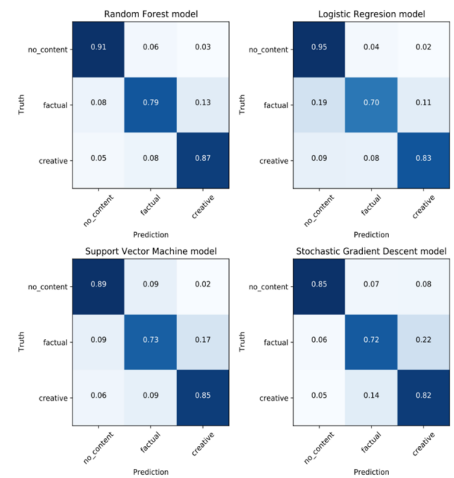 Random Forest model
no_content 0.91 0.06 0.03
factual 0.08 0.79 0.13
creative 0.05 0.08 0.87
Truth
no_content factual creative
Prediction
Logistic Regresion model
no_content 0.95 0.04 0.02
factual 0.19 0.70 0.11
creative 0.09 0.08 0.83
Truth
no_content factual creative
Prediction
Support Vector Machine model
no_content 0.89 0.09 0.02
factual 0.09 0.73 0.17
creative 0.06 0.09 0.85
Truth
no_content factual creative
Prediction
Stochastic Gradient Descent model
no_content 0.85 0.07 0.08
factual 0.06 0.72 0.22
creative 0.05 0.14 0.82
Truth
no_content factual creative
Prediction